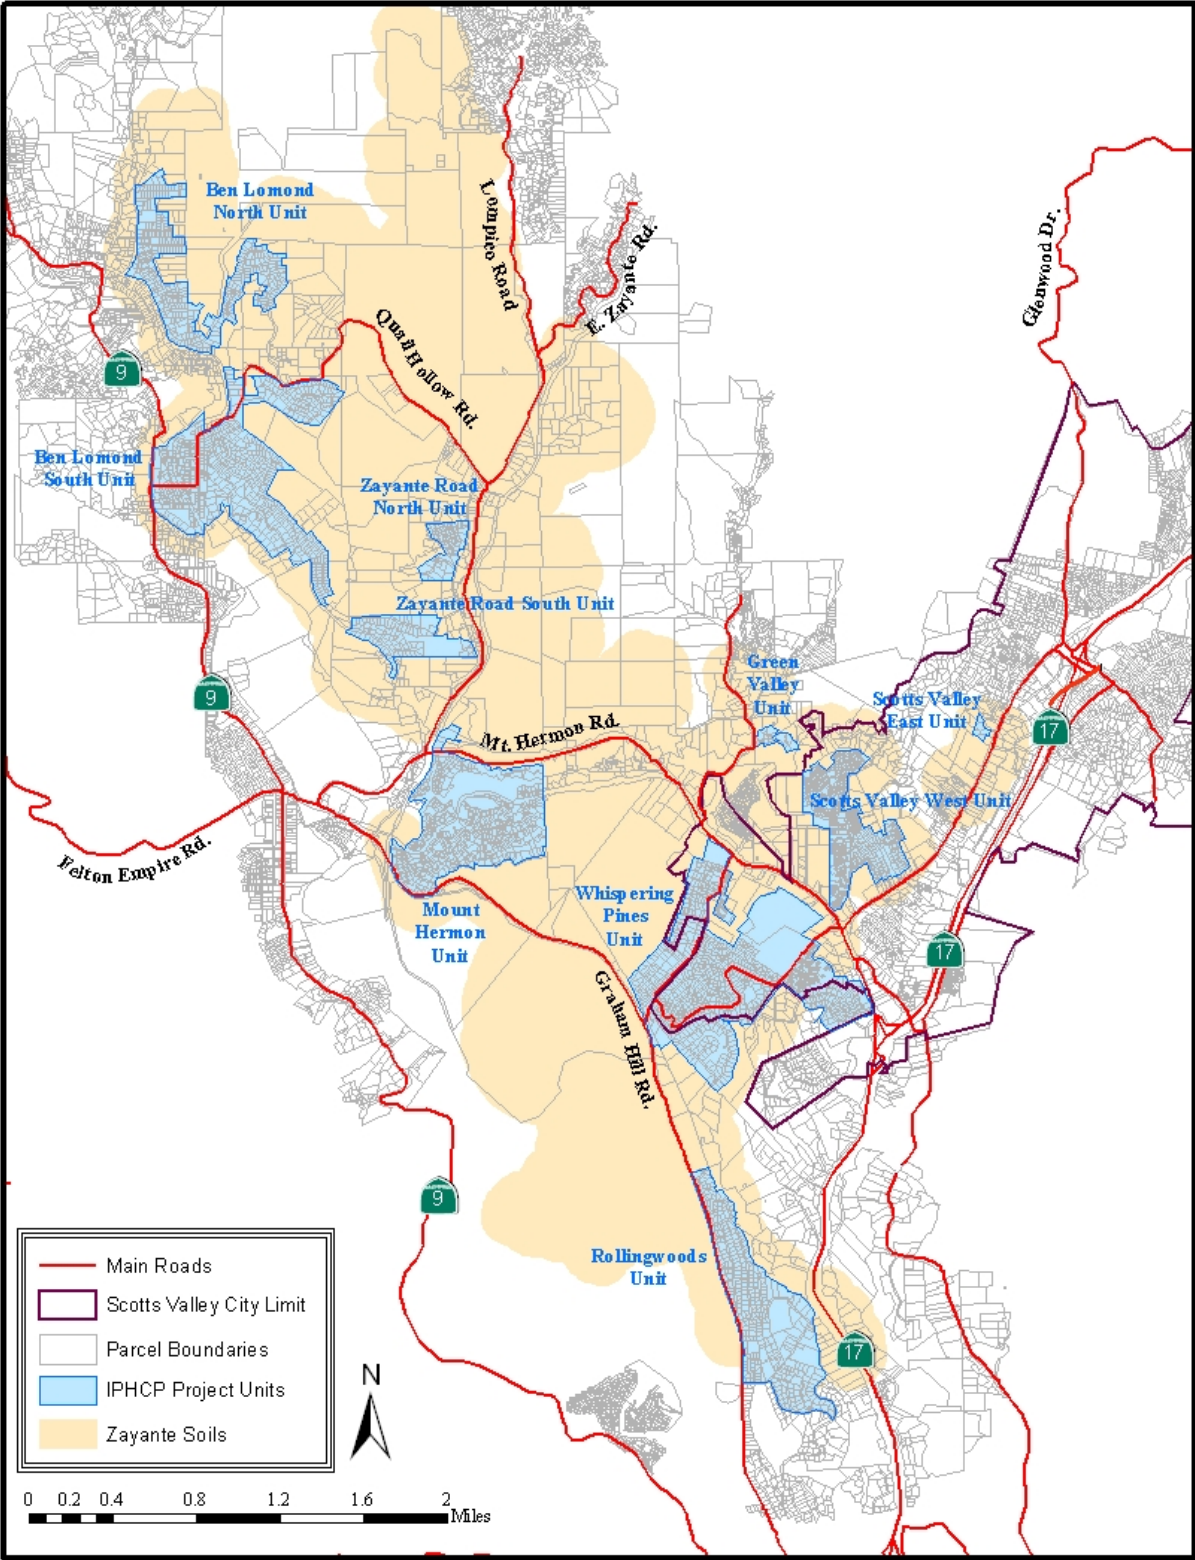 Ben Lomond
North Unit
Lompico Road
E. Zayante Rd.
Glenwood Dr.
Quail Hollow Rd.
9
Ben Lomond
South Unit
Zayante Road
North Unit
Zayante Road South Unit
Green
Valley
Unit
9
Scotts Valley
East Unit
17
Mt. Hermon Rd.
Scotts Valley West Unit
Felton Empire Rd.
Mount
Hermon
Unit
Whispering
Pines
Unit
17
Graham Hill Rd.
9
Rollingwoods
Unit
17
Main Roads
Scotts Valley City Limit
Parcel Boundaries
IPHCP Project Units
Zayante Soils
N
0 0.2 0.4 0.8 1.2 1.6 2
Miles